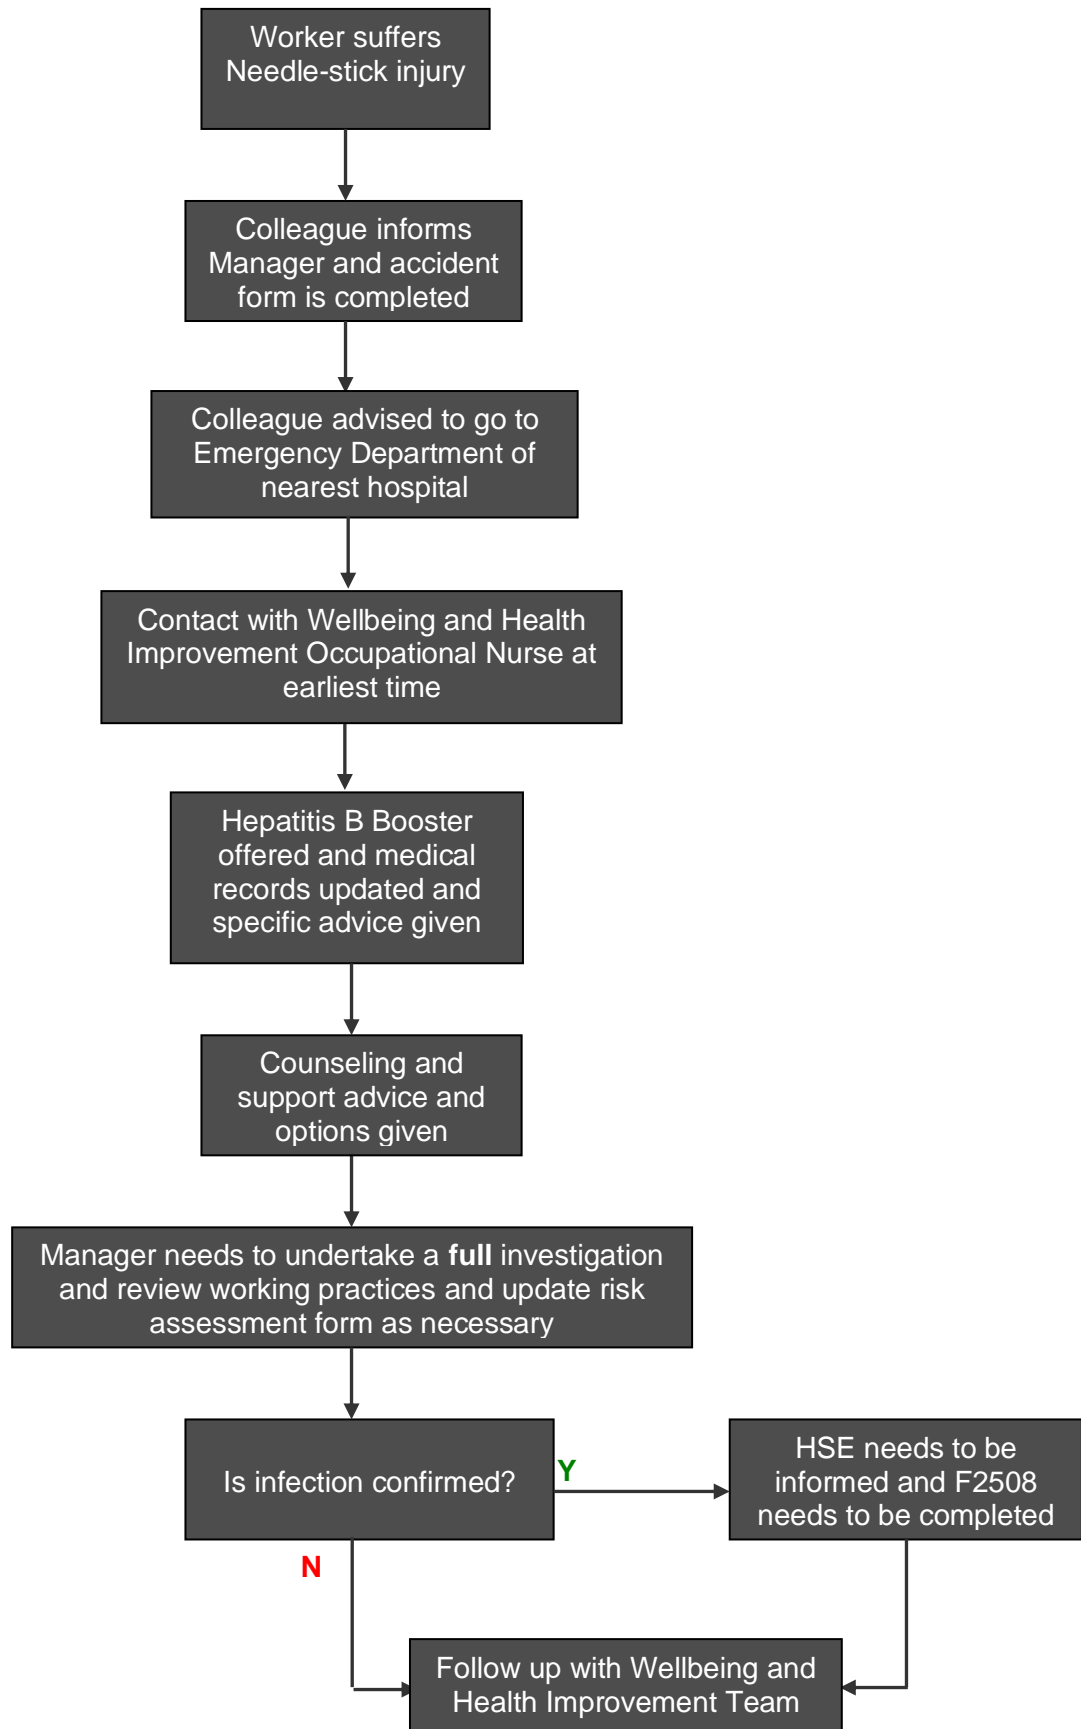 Worker suffers
Needle-stick injury
Colleague informs
Manager and accident
form is completed
Colleague advised to go to
Emergency Department of
nearest hospital
Contact with Wellbeing and Health
Improvement Occupational Nurse at
earliest time
Hepatitis B Booster
offered and medical
records updated and
specific advice given
Counseling and
support advice and
options given
Manager needs to undertake a full investigation
and review working practices and update risk
assessment form as necessary
Is infection confirmed?
Y
HSE needs to be
informed and F2508
needs to be completed
N
Follow up with Wellbeing and
Health Improvement Team